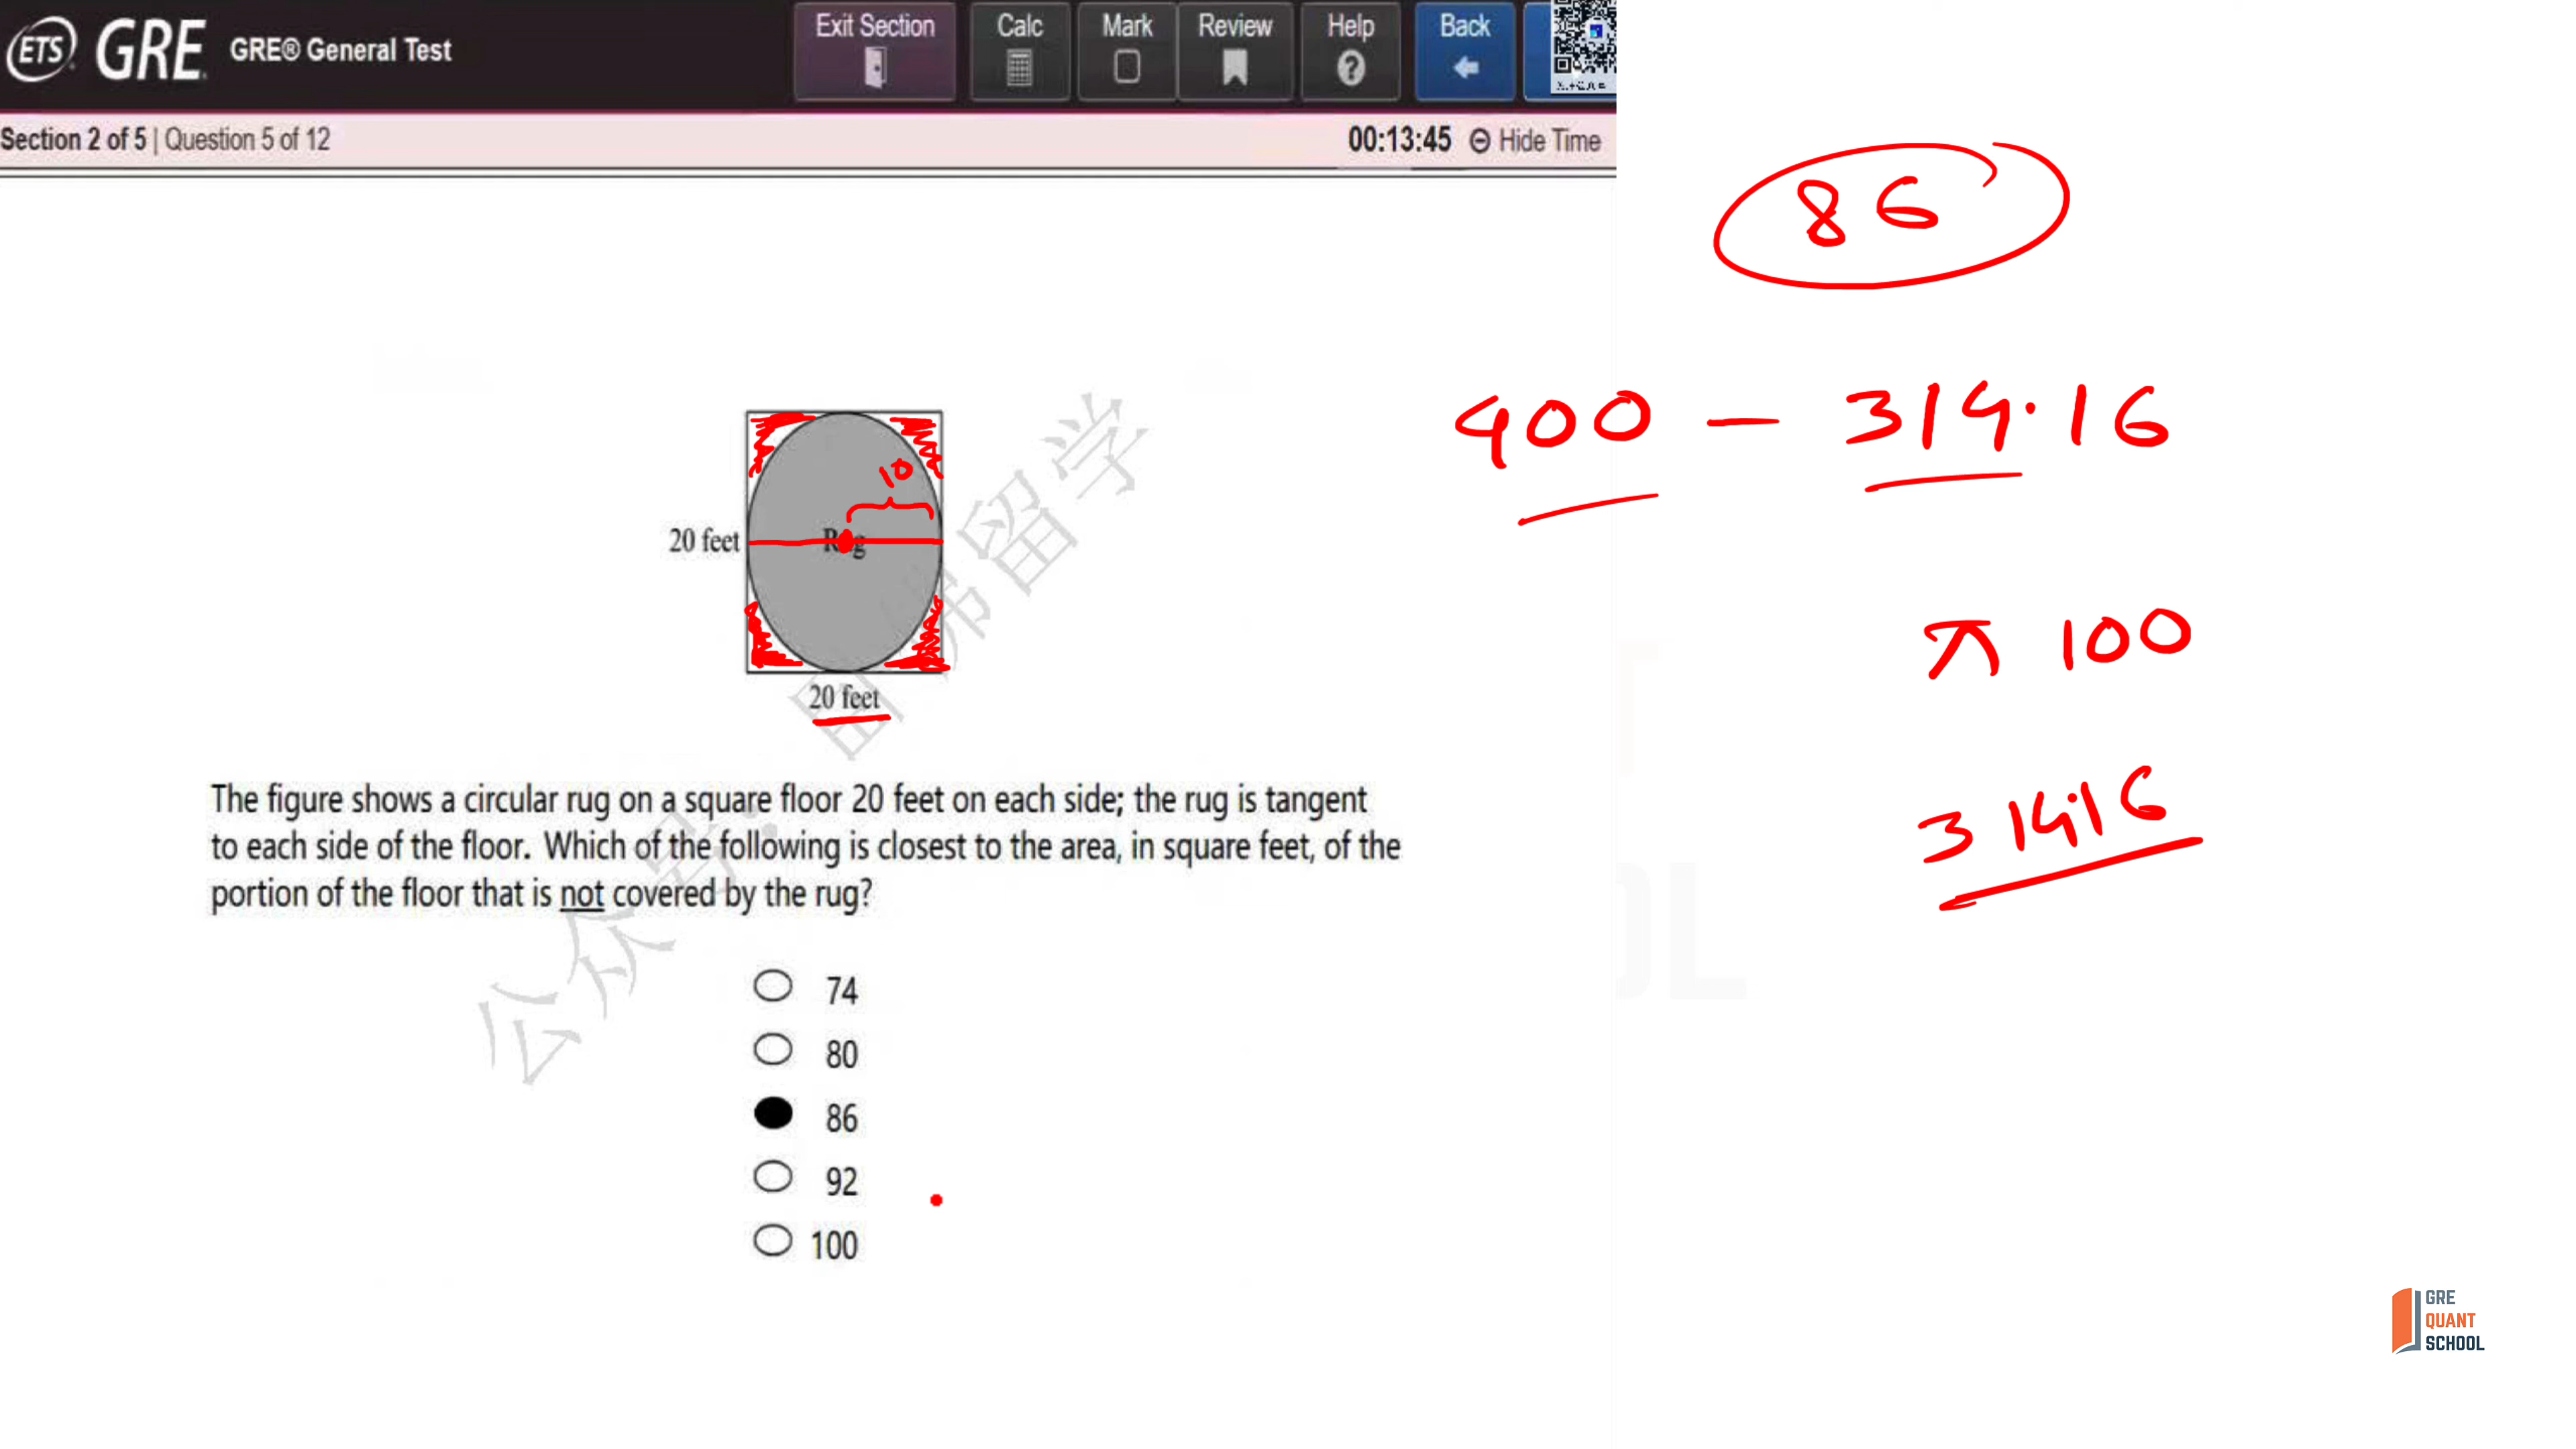 ETS GRE GRE® General Test
Exit Section
Calc
Mark
Review
Help
Back
Section 2 of 5 | Question 5 of 12
00:13:45 Hide Time
86
400 - 314.16
10
20 feet
Rug
20 feet
π 100
314.16
The figure shows a circular rug on a square floor 20 feet on each side; the rug is tangent
to each side of the floor. Which of the following is closest to the area, in square feet, of the
portion of the floor that is not covered by the rug?
74
80
86
92
100
GRE
QUANT
SCHOOL